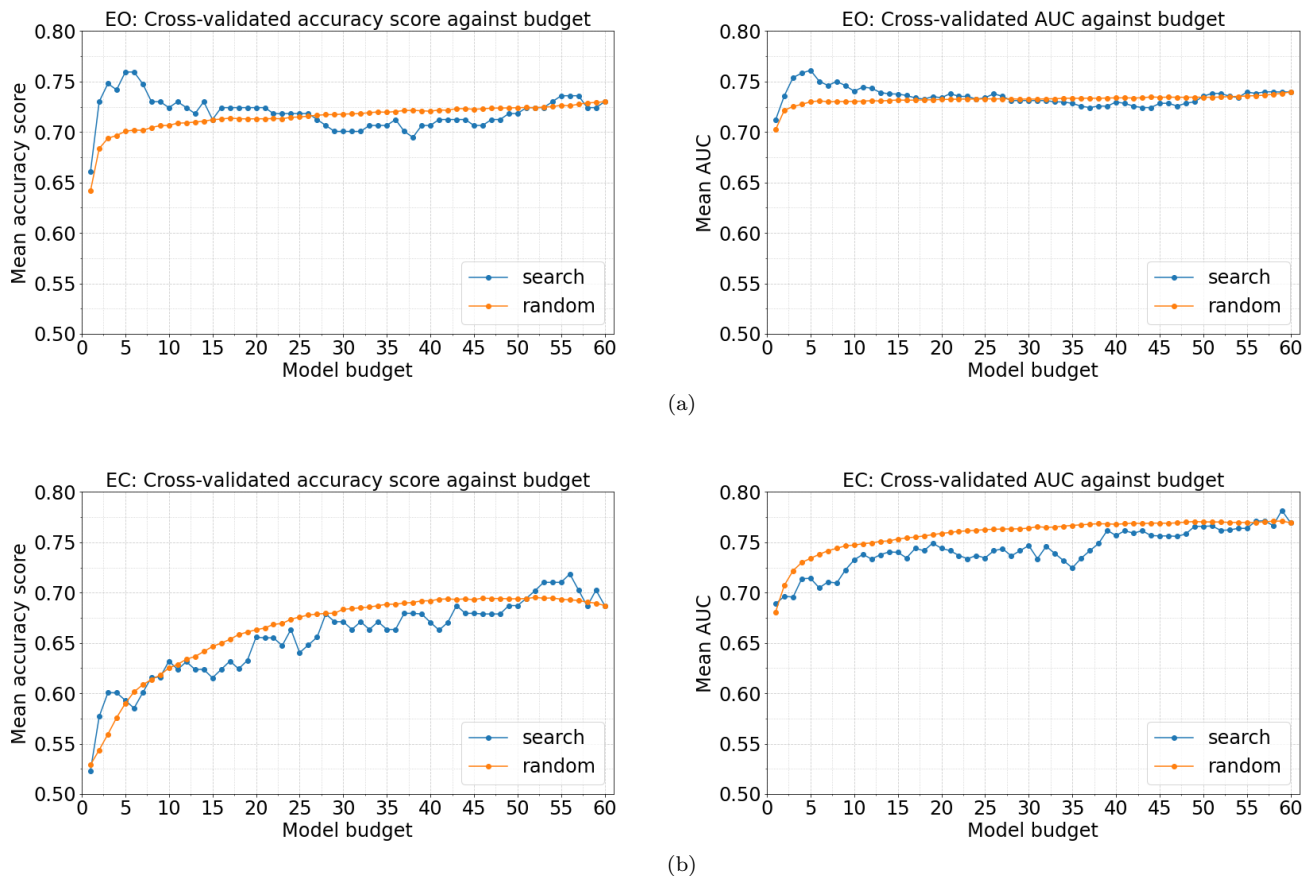 EO: Cross-validated accuracy score against budget
0.80
0.75
0.70
0.65
0.60
0.55
0.50
Mean accuracy score
search
random
0 5 10 15 20 25 30 35 40 45 50 55 60
Model budget
EO: Cross-validated AUC against budget
0.80
0.75
0.70
0.65
0.60
0.55
0.50
Mean AUC
search
random
0 5 10 15 20 25 30 35 40 45 50 55 60
Model budget
(a)
EC: Cross-validated accuracy score against budget
0.80
0.75
0.70
0.65
0.60
0.55
0.50
Mean accuracy score
search
random
0 5 10 15 20 25 30 35 40 45 50 55 60
Model budget
EC: Cross-validated AUC against budget
0.80
0.75
0.70
0.65
0.60
0.55
0.50
Mean AUC
search
random
0 5 10 15 20 25 30 35 40 45 50 55 60
Model budget
(b)